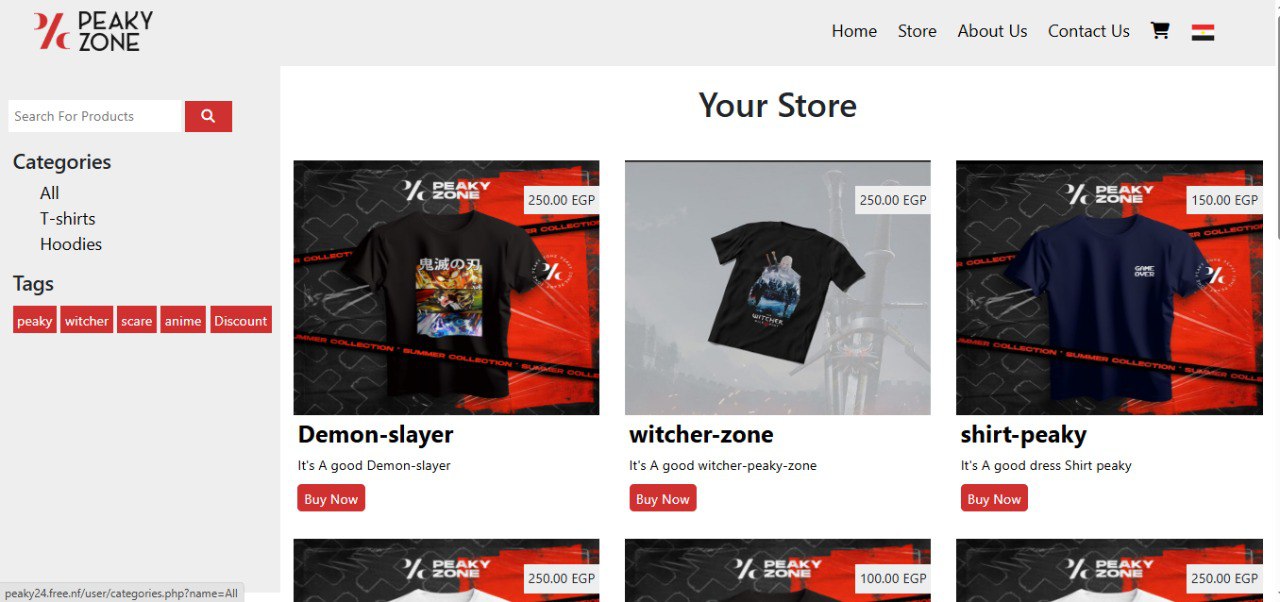 PEAKY
ZONE
Home Store About Us Contact Us
Search For Products
Categories
All
T-shirts
Hoodies
Tags
peaky witcher scare anime Discount
Your Store
PEAKY
ZONE
250.00 EGP
鬼滅の刃
SUMMER COLLECTION
Demon-slayer
It's A good Demon-slayer
Buy Now
250.00 EGP
WITCHER
witcher-zone
It's A good witcher-peaky-zone
Buy Now
PEAKY
ZONE
150.00 EGP
GAME
OVER
SUMMER COLLECTION
shirt-peaky
It's A good dress Shirt peaky
Buy Now
PEAKY
ZONE
250.00 EGP
PEAKY
ZONE
100.00 EGP
PEAKY
ZONE
250.00 EGP
peaky24.free.nf/user/categories.php?name=All